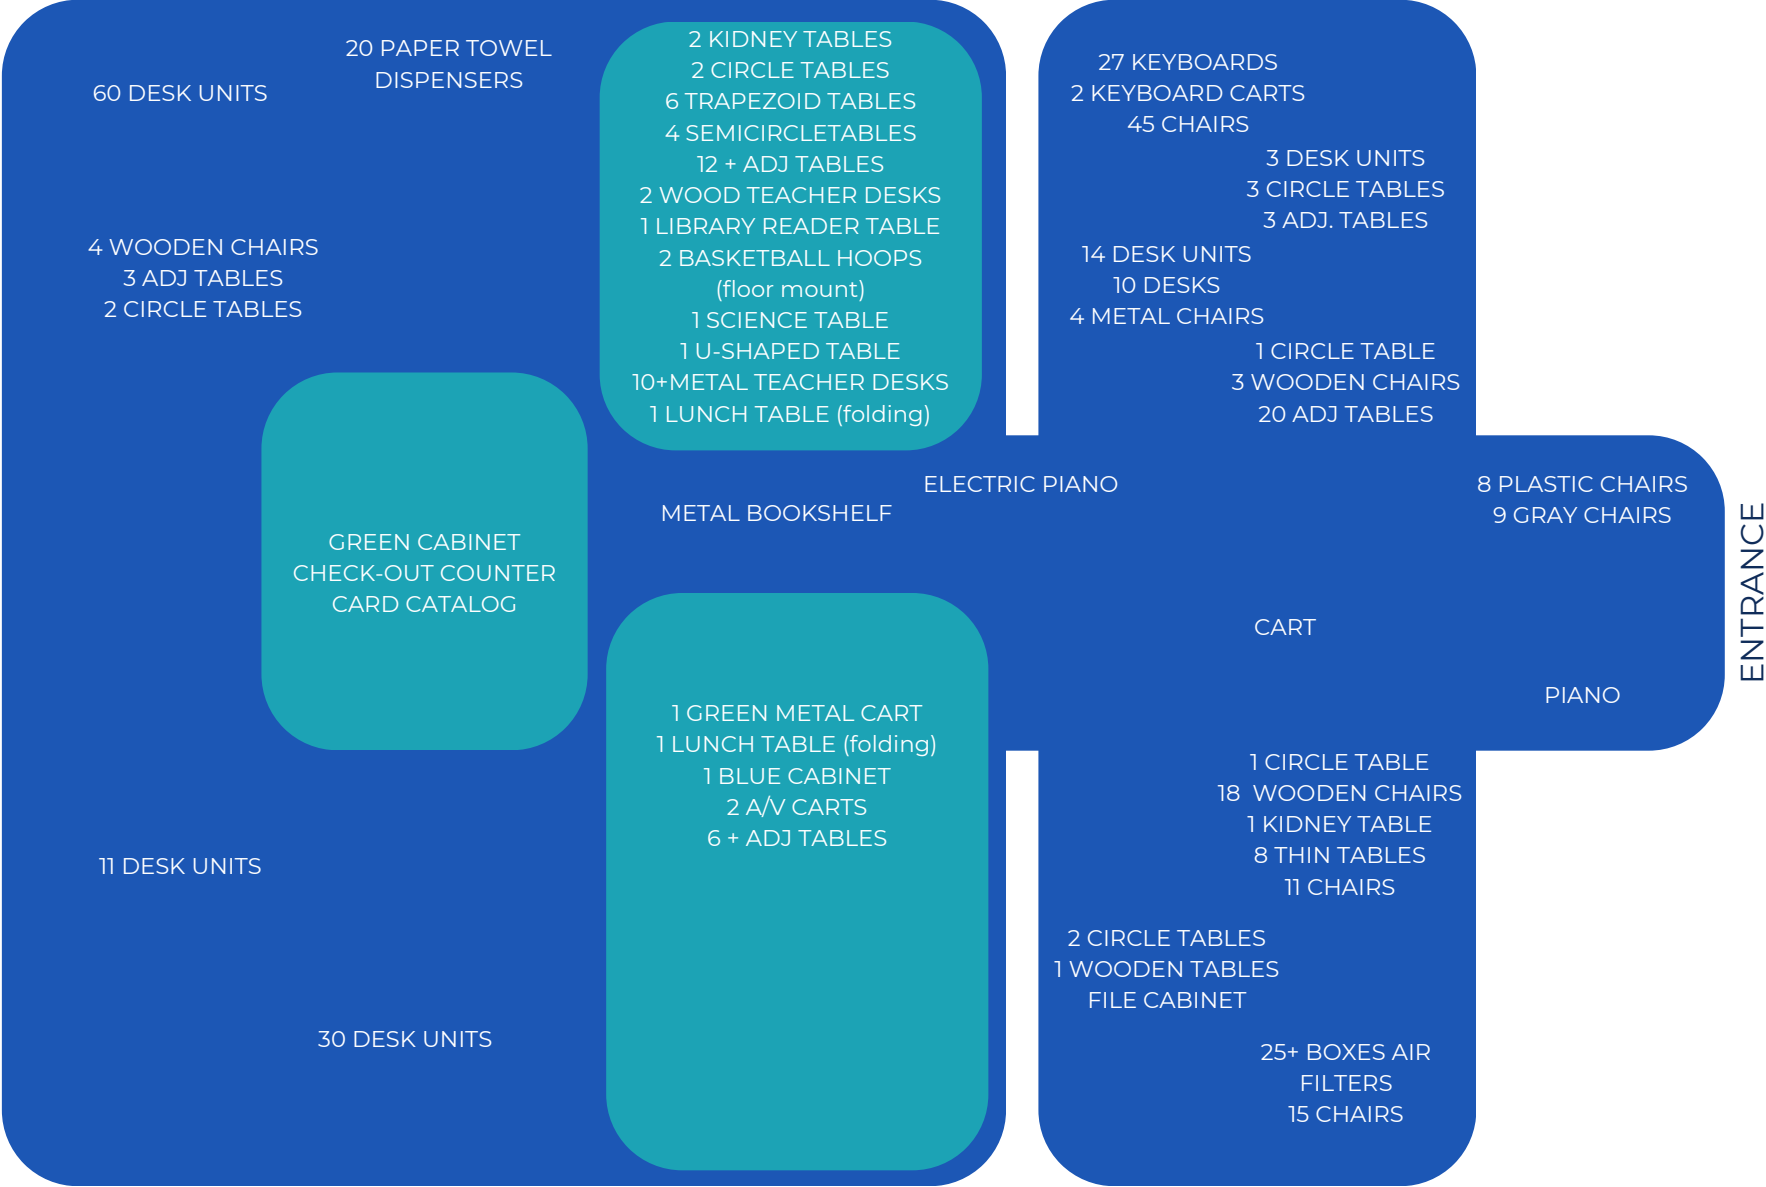 60 DESK UNITS
20 PAPER TOWEL
DISPENSERS
4 WOODEN CHAIRS
3 ADJ TABLES
2 CIRCLE TABLES
2 KIDNEY TABLES
2 CIRCLE TABLES
6 TRAPEZOID TABLES
4 SEMICIRCLETABLES
12 + ADJ TABLES
2 WOOD TEACHER DESKS
1 LIBRARY READER TABLE
2 BASKETBALL HOOPS
(floor mount)
1 SCIENCE TABLE
1 U-SHAPED TABLE
10+METAL TEACHER DESKS
1 LUNCH TABLE (folding)
27 KEYBOARDS
2 KEYBOARD CARTS
45 CHAIRS
3 DESK UNITS
3 CIRCLE TABLES
3 ADJ. TABLES
14 DESK UNITS
10 DESKS
4 METAL CHAIRS
1 CIRCLE TABLE
3 WOODEN CHAIRS
20 ADJ TABLES
GREEN CABINET
CHECK-OUT COUNTER
CARD CATALOG
METAL BOOKSHELF
ELECTRIC PIANO
8 PLASTIC CHAIRS
9 GRAY CHAIRS
ENTRANCE
CART
PIANO
1 GREEN METAL CART
1 LUNCH TABLE (folding)
1 BLUE CABINET
2 A/V CARTS
6 + ADJ TABLES
11 DESK UNITS
30 DESK UNITS
1 CIRCLE TABLE
18 WOODEN CHAIRS
1 KIDNEY TABLE
8 THIN TABLES
11 CHAIRS
2 CIRCLE TABLES
1 WOODEN TABLES
FILE CABINET
25+ BOXES AIR
FILTERS
15 CHAIRS